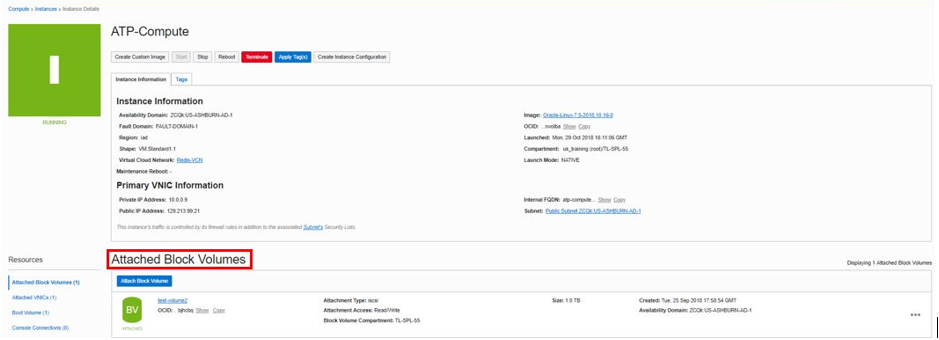 Compute » Instances » Instance Details
I
RUNNING
ATP-Compute
Create Custom Image Start Stop Reboot Terminate Apply Tag(s) Create Instance Configuration
Instance Information Tags
Instance Information
Availability Domain: ZCQk:US-ASHBURN-AD-1
Fault Domain: FAULT-DOMAIN-1
Region: iad
Shape: VM.Standard1.1
Virtual Cloud Network: Redis-VCN
Maintenance Reboot: -
Image: Oracle-Linux-7.5-2018.10.16-0
OCID: ...nvolba Show Copy
Launched: Mon, 29 Oct 2018 16:11:06 GMT
Compartment: us_training (root)/TL-SPL-55
Launch Mode: NATIVE
Primary VNIC Information
Private IP Address: 10.0.0.9
Public IP Address: 129.213.99.21
Internal FQDN: atp-compute... Show Copy
Subnet: Public Subnet ZCQk:US-ASHBURN-AD-1
This Instance's traffic is controlled by its firewall rules in addition to the associated Subnet's Security Lists.
Resources
Attached Block Volumes (1)
Attached VNICs (1)
Boot Volume (1)
Console Connections (0)
Attached Block Volumes
Displaying 1 Attached Block Volumes
Attach Block Volume
BV
ATTACHED
test-volume2
OCID: Show Copy
Attachment Type: iscsi
Attachment Access: Read/Write
Block Volume Compartment: TL-SPL-55
Size: 1.0 TB
Created: Tue, 25 Sep 2018 17:58:54 GMT
Availability Domain: ZCQk:US-ASHBURN-AD-1